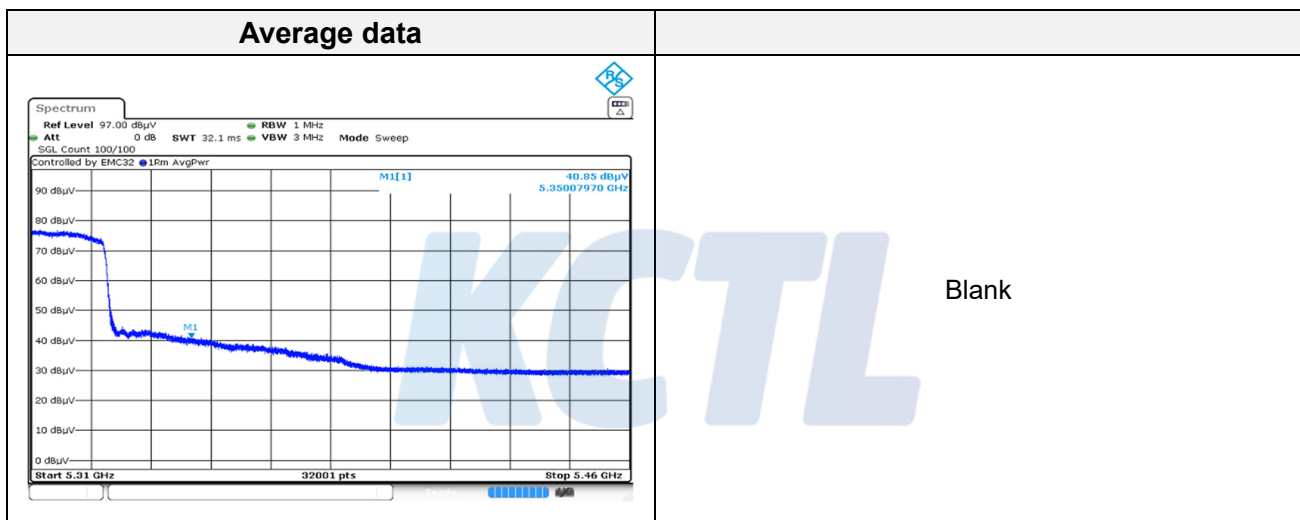 Average data
R&S
Spectrum
Ref Level 97.00 dBµV RBW 1 MHz
Att 0 dB SWT 32.1 ms VBW 3 MHz Mode Sweep
SGL Count 100/100
Controlled by EMC32 1Rm AvgPwr
M1[1] 40.85 dBµV
5.35007970 GHz
90 dBµV
80 dBµV
70 dBµV
60 dBµV
50 dBµV
M1
40 dBµV
30 dBµV
20 dBµV
10 dBµV
0 dBµV
Start 5.31 GHz 32001 pts Stop 5.46 GHz
Ready
Blank
KCTL